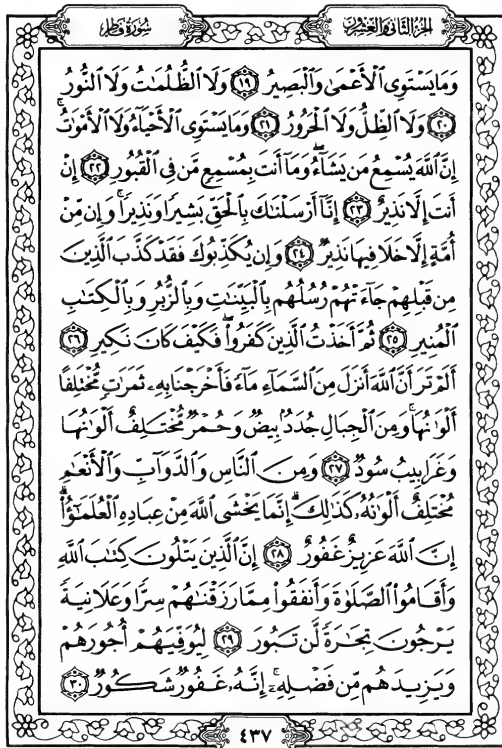 الجزء الثاني والعشرون
سورة فاطر
وَمَا يَسْتَوِى ٱلْأَعْمَىٰ وَٱلْبَصِيرُ ١٩ وَلَا ٱلظُّلُمَـٰتُ وَلَا ٱلنُّورُ
٢٠ وَلَا ٱلظِّلُّ وَلَا ٱلْحَرُورُ ٢١ وَمَا يَسْتَوِى ٱلْأَحْيَآءُ وَلَا ٱلْأَمْوَٰتُ ۚ
إِنَّ ٱللَّهَ يُسْمِعُ مَن يَشَآءُ ۖ وَمَآ أَنتَ بِمُسْمِعٍ مَّن فِى ٱلْقُبُورِ ٢٢ إِنْ
أَنتَ إِلَّا نَذِيرٌ ٢٣ إِنَّآ أَرْسَلْنَـٰكَ بِٱلْحَقِّ بَشِيرًا وَنَذِيرًا ۚ وَإِن مِّنْ
أُمَّةٍ إِلَّا خَلَا فِيهَا نَذِيرٌ ٢٤ وَإِن يُكَذِّبُوكَ فَقَدْ كَذَّبَ ٱلَّذِينَ
مِن قَبْلِهِمْ جَآءَتْهُمْ رُسُلُهُم بِٱلْبَيِّنَـٰتِ وَبِٱلزُّبُرِ وَبِٱلْكِتَـٰبِ
ٱلْمُنِيرِ ٢٥ ثُمَّ أَخَذْتُ ٱلَّذِينَ كَفَرُوا۟ ۖ فَكَيْفَ كَانَ نَكِيرِ ٢٦
أَلَمْ تَرَ أَنَّ ٱللَّهَ أَنزَلَ مِنَ ٱلسَّمَآءِ مَآءً فَأَخْرَجْنَا بِهِۦ ثَمَرَٰتٍ مُّخْتَلِفًا
أَلْوَٰنُهَا ۚ وَمِنَ ٱلْجِبَالِ جُدَدٌۢ بِيضٌ وَحُمْرٌ مُّخْتَلِفٌ أَلْوَٰنُهَا
وَغَرَابِيبُ سُودٌ ٢٧ وَمِنَ ٱلنَّاسِ وَٱلدَّوَآبِّ وَٱلْأَنْعَـٰمِ
مُخْتَلِفٌ أَلْوَٰنُهُۥ كَذَٰلِكَ ۗ إِنَّمَا يَخْشَى ٱللَّهَ مِنْ عِبَادِهِ ٱلْعُلَمَـٰٓؤُا۟ ۗ
إِنَّ ٱللَّهَ عَزِيزٌ غَفُورٌ ٢٨ إِنَّ ٱلَّذِينَ يَتْلُونَ كِتَـٰبَ ٱللَّهِ
وَأَقَامُوا۟ ٱلصَّلَوٰةَ وَأَنفَقُوا۟ مِمَّا رَزَقْنَـٰهُمْ سِرًّا وَعَلَانِيَةً
يَرْجُونَ تِجَـٰرَةً لَّن تَبُورَ ٢٩ لِيُوَفِّيَهُمْ أُجُورَهُمْ
وَيَزِيدَهُم مِّن فَضْلِهِۦٓ ۚ إِنَّهُۥ غَفُورٌ شَكُورٌ ٣٠
٤٣٧